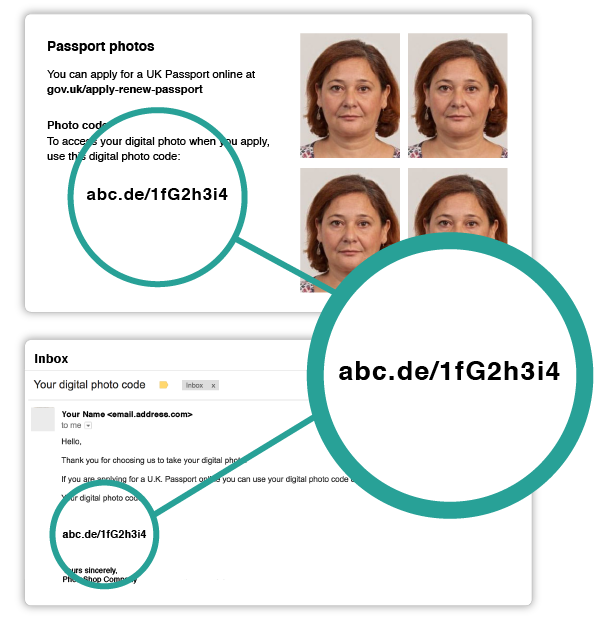 Passport photos
You can apply for a UK Passport online at
gov.uk/apply-renew-passport
Photo code
To access your digital photo when you apply,
use this digital photo code:
abc.de/1fG2h3i4
abc.de/1fG2h3i4
Inbox
Your digital photo code
Inbox x
Your Name <email.address.com>
to me
Hello,
Thank you for choosing us to take your digital photo
If you are applying for a U.K. Passport online you can use your digital photo code
Your digital photo code
abc.de/1fG2h3i4
Yours sincerely,
PhotoShop Company